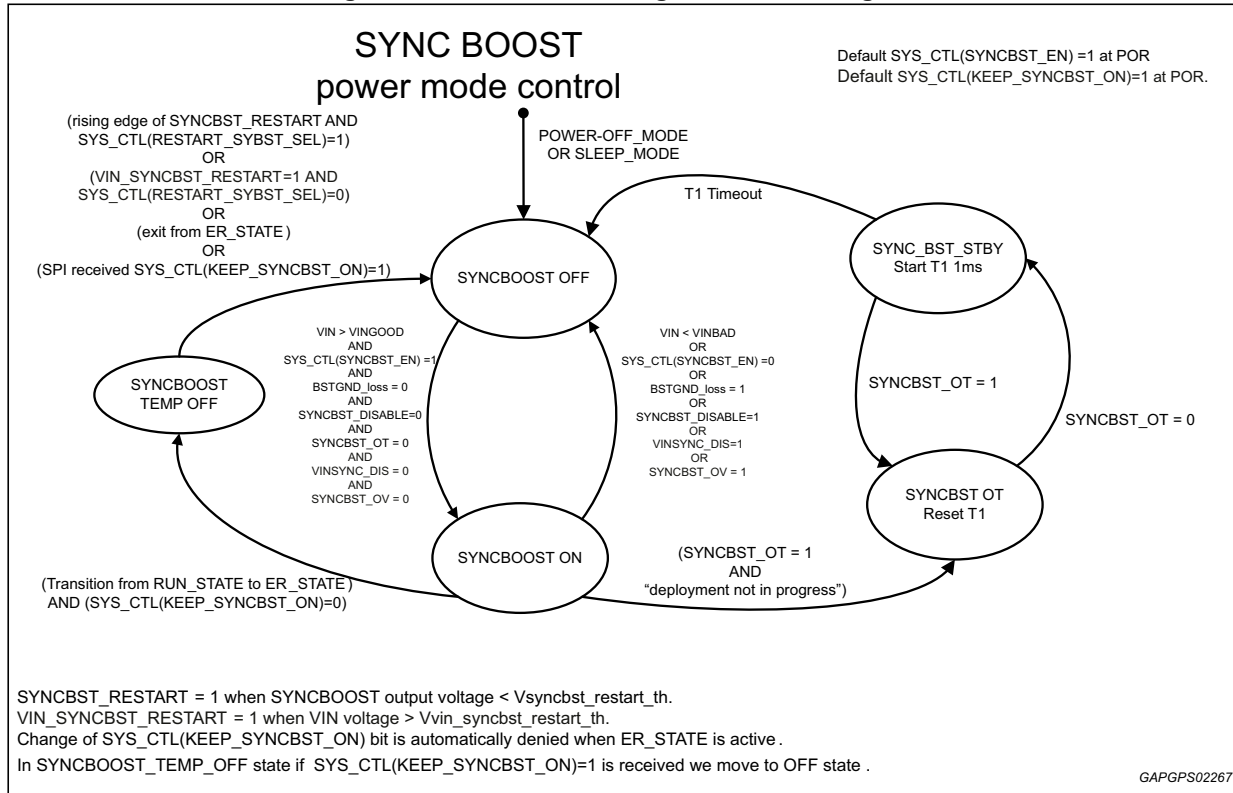 SYNC BOOST
power mode control
Default SYS_CTL(SYNCBST_EN) =1 at POR
Default SYS_CTL(KEEP_SYNCBST_ON)=1 at POR.
(rising edge of SYNCBST_RESTART AND
SYS_CTL(RESTART_SYBST_SEL)=1)
OR
(VIN_SYNCBST_RESTART=1 AND
SYS_CTL(RESTART_SYBST_SEL)=0)
OR
(exit from ER_STATE)
OR
(SPI received SYS_CTL(KEEP_SYNCBST_ON)=1)
POWER-OFF_MODE
OR SLEEP_MODE
T1 Timeout
SYNCBOOST OFF
SYNC_BST_STBY
Start T1 1ms
VIN > VINGOOD
AND
SYS_CTL(SYNCBST_EN) =1
AND
BSTGND_loss = 0
AND
SYNCBST_DISABLE=0
AND
SYNCBST_OT = 0
AND
VINSYNC_DIS = 0
AND
SYNCBST_OV = 0
VIN < VINBAD
OR
SYS_CTL(SYNCBST_EN) =0
OR
BSTGND_loss = 1
OR
SYNCBST_DISABLE=1
OR
VINSYNC_DIS=1
OR
SYNCBST_OV = 1
SYNCBOOST
TEMP OFF
SYNCBST_OT = 1
SYNCBST_OT = 0
SYNCBST OT
Reset T1
SYNCBOOST ON
(SYNCBST_OT = 1
AND
“deployment not in progress”)
(Transition from RUN_STATE to ER_STATE)
AND (SYS_CTL(KEEP_SYNCBST_ON)=0)
SYNCBST_RESTART = 1 when SYNCBOOST output voltage < Vsyncbst_restart_th.
VIN_SYNCBST_RESTART = 1 when VIN voltage > Vvin_syncbst_restart_th.
Change of SYS_CTL(KEEP_SYNCBST_ON) bit is automatically denied when ER_STATE is active .
In SYNCBOOST_TEMP_OFF state if SYS_CTL(KEEP_SYNCBST_ON)=1 is received we move to OFF state .
GAPGPS02267